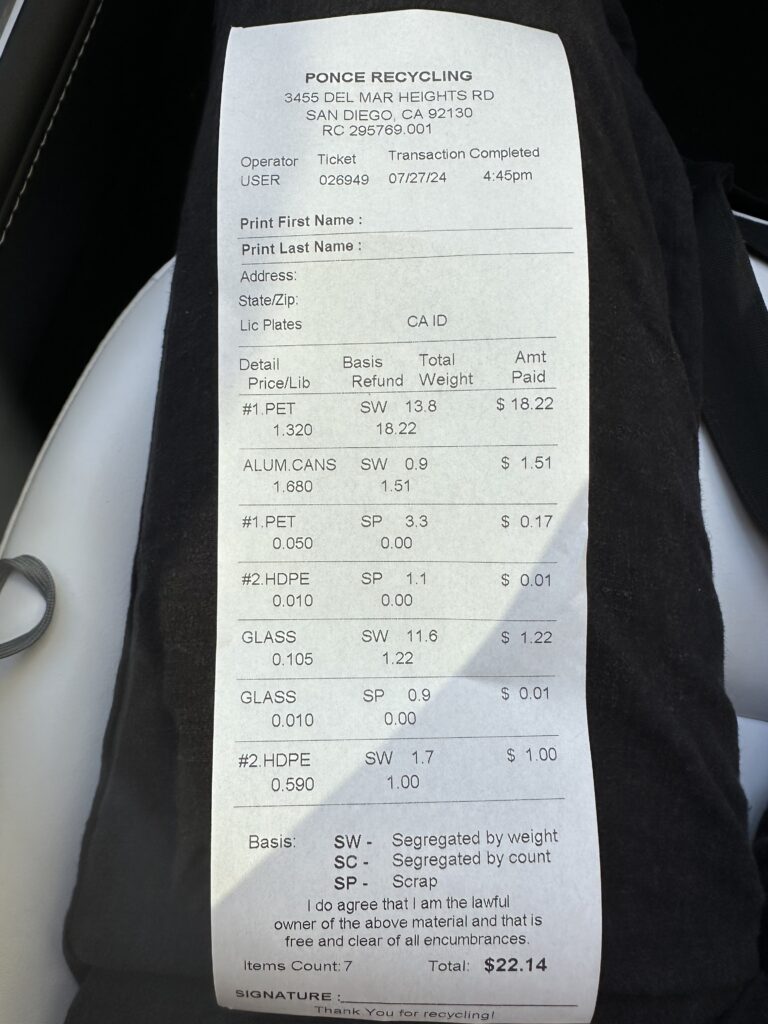 PONCE RECYCLING
3455 DEL MAR HEIGHTS RD
SAN DIEGO, CA 92130
RC 295769.001
Operator Ticket Transaction Completed
USER 026949 07/27/24 4:45pm
Print First Name :
Print Last Name :
Address:
State/Zip:
Lic Plates CA ID
Detail Basis Total Amt
Price/Lib Refund Weight Paid
#1.PET SW 13.8 $ 18.22
1.320 18.22
ALUM.CANS SW 0.9 $ 1.51
1.680 1.51
#1.PET SP 3.3 $ 0.17
0.050 0.00
#2.HDPE SP 1.1 $ 0.01
0.010 0.00
GLASS SW 11.6 $ 1.22
0.105 1.22
GLASS SP 0.9 $ 0.01
0.010 0.00
#2.HDPE SW 1.7 $ 1.00
0.590 1.00
Basis: SW - Segregated by weight
SC - Segregated by count
SP - Scrap
I do agree that I am the lawful
owner of the above material and that is
free and clear of all encumbrances.
Items Count:7 Total: $22.14
SIGNATURE :
Thank You for recycling!